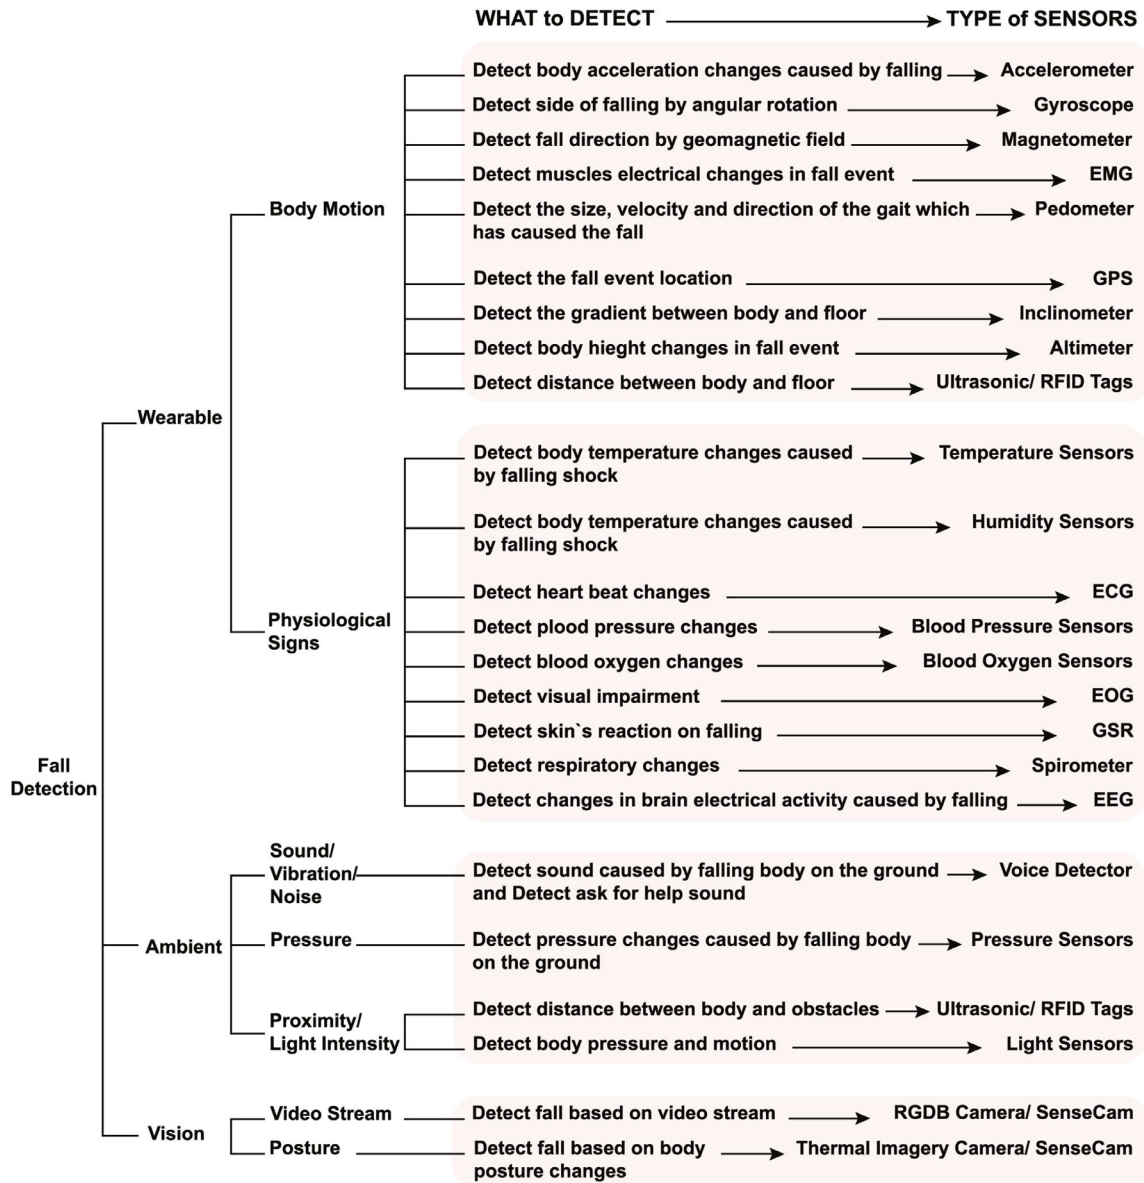 WHAT to DETECT TYPE of SENSORS
Detect body acceleration changes caused by falling Accelerometer
Detect side of falling by angular rotation Gyroscope
Detect fall direction by geomagnetic field Magnetometer
Detect muscles electrical changes in fall event EMG
Body Motion
Detect the size, velocity and direction of the gait which Pedometer
has caused the fall
Detect the fall event location GPS
Detect the gradient between body and floor Inclinometer
Detect body hieght changes in fall event Altimeter
Detect distance between body and floor Ultrasonic/ RFID Tags
Wearable
Detect body temperature changes caused Temperature Sensors
by falling shock
Detect body temperature changes caused Humidity Sensors
by falling shock
Detect heart beat changes ECG
Physiological
Signs
Detect plood pressure changes Blood Pressure Sensors
Detect blood oxygen changes Blood Oxygen Sensors
Detect visual impairment EOG
Detect skin`s reaction on falling GSR
Detect respiratory changes Spirometer
Detect changes in brain electrical activity caused by falling EEG
Fall
Detection
Sound/
Vibration/
Noise
Detect sound caused by falling body on the ground Voice Detector
and Detect ask for help sound
Ambient
Pressure
Detect pressure changes caused by falling body Pressure Sensors
on the ground
Proximity/
Light Intensity
Detect distance between body and obstacles Ultrasonic/ RFID Tags
Detect body pressure and motion Light Sensors
Vision
Video Stream
Detect fall based on video stream RGDB Camera/ SenseCam
Posture
Detect fall based on body Thermal Imagery Camera/ SenseCam
posture changes